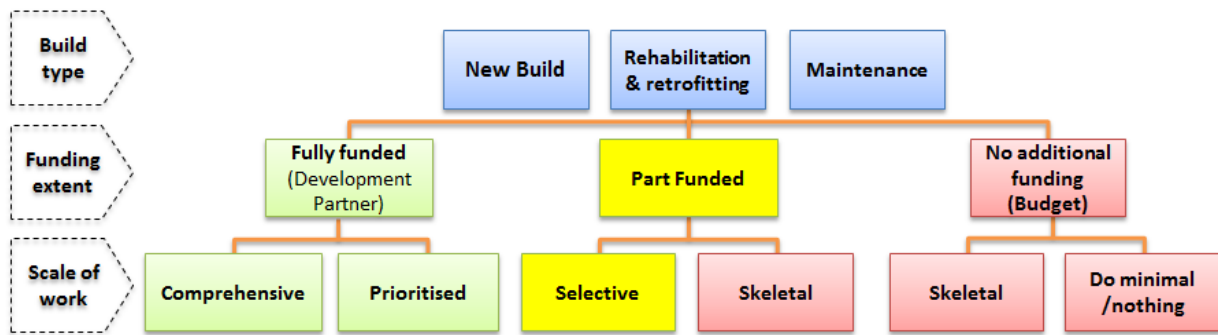 Build
type
New Build
Rehabilitation
& retrofitting
Maintenance
Funding
extent
Fully funded
(Development
Partner)
Part Funded
No additional
funding
(Budget)
Scale of
work
Comprehensive
Prioritised
Selective
Skeletal
Skeletal
Do minimal
/nothing